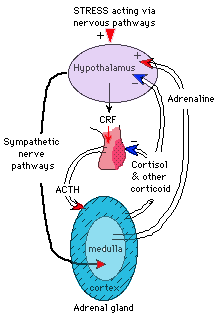 STRESS acting via
nervous pathways
+
Hypothalamus
+
−
Adrenaline
CRF
+
Sympathetic
nerve
pathways
−
Cortisol
& other
corticoid
ACTH
medulla
cortex
Adrenal gland